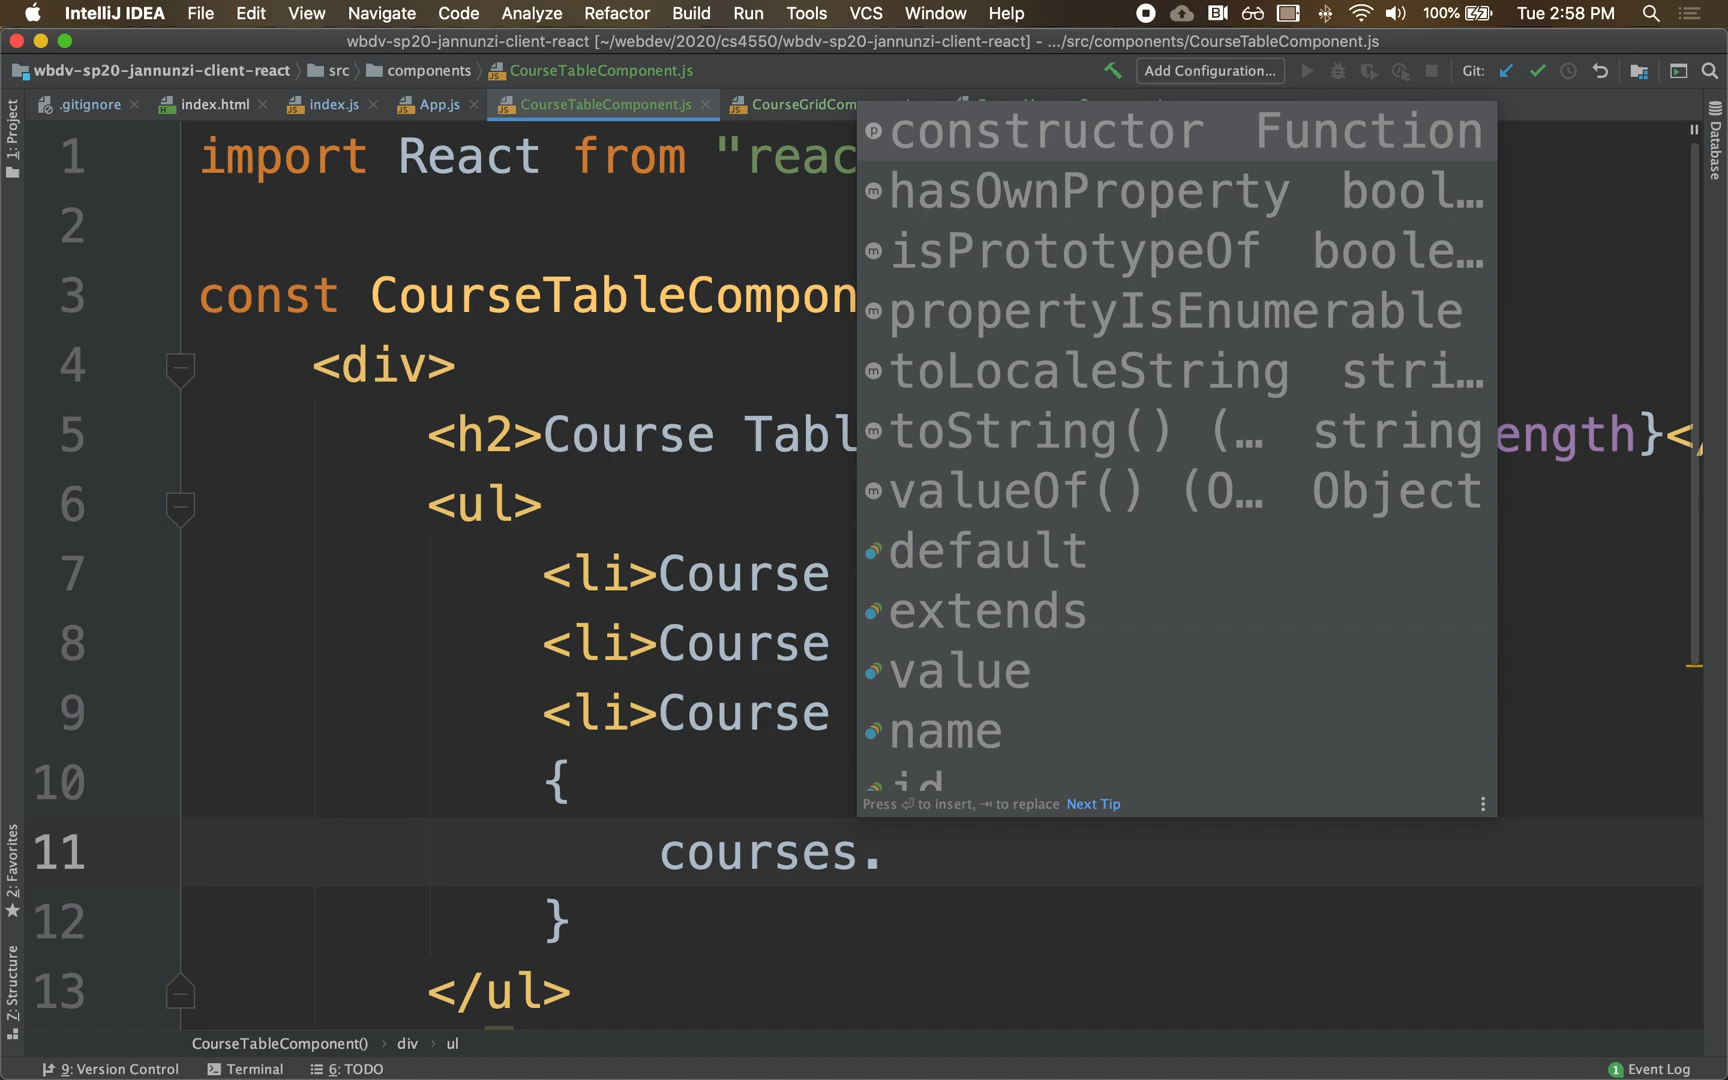 IntelliJ IDEA File Edit View Navigate Code Analyze Refactor Build Run Tools VCS Window Help 100% Tue 2:58 PM
wbdv-sp20-jannunzi-client-react [~/webdev/2020/cs4550/wbdv-sp20-jannunzi-client-react] - .../src/components/CourseTableComponent.js
wbdv-sp20-jannunzi-client-react src components CourseTableComponent.js Add Configuration... Git:
.gitignore index.html index.js App.js CourseTableComponent.js CourseGridCom
1: Project
Database
2: Favorites
Z: Structure
1 import React from "reac
2
3 const CourseTableCompon
4 <div>
5 <h2>Course Tabl ength}</
6 <ul>
7 <li>Course
8 <li>Course
9 <li>Course
10 {
11 courses.
12 }
13 </ul>
constructor Function
hasOwnProperty bool…
isPrototypeOf boole…
propertyIsEnumerable
toLocaleString stri…
toString() (… string
valueOf() (O… Object
default
extends
value
name
id
Press ⏎ to insert, ⇥ to replace Next Tip
CourseTableComponent() › div › ul
9: Version Control Terminal 6: TODO 1 Event Log